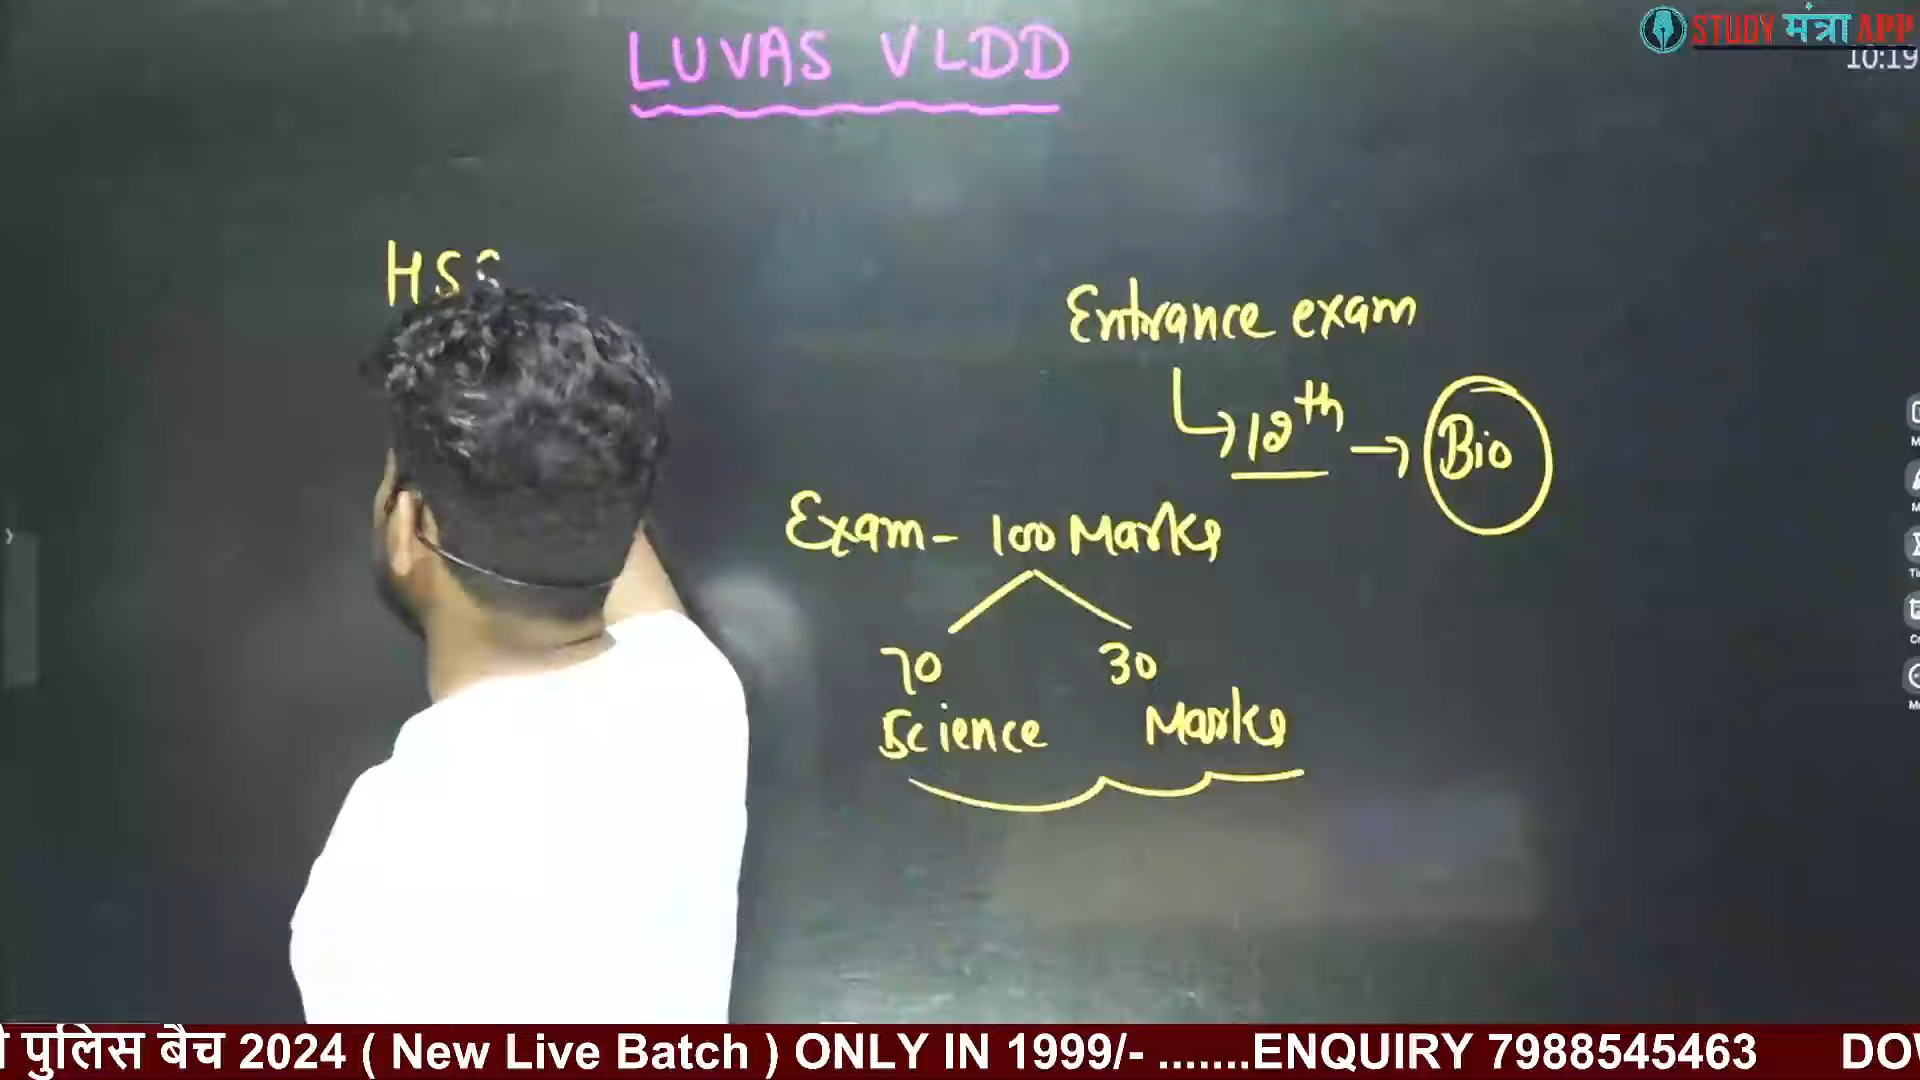 LUVAS VLDD
STUDY मंत्रा APP
10:19
HSS
Entrance exam
12th → Bio
Exam - 100 Marks
70 30
Science Marks
पुलिस बैच 2024 ( New Live Batch ) ONLY IN 1999/- .......ENQUIRY 7988545463